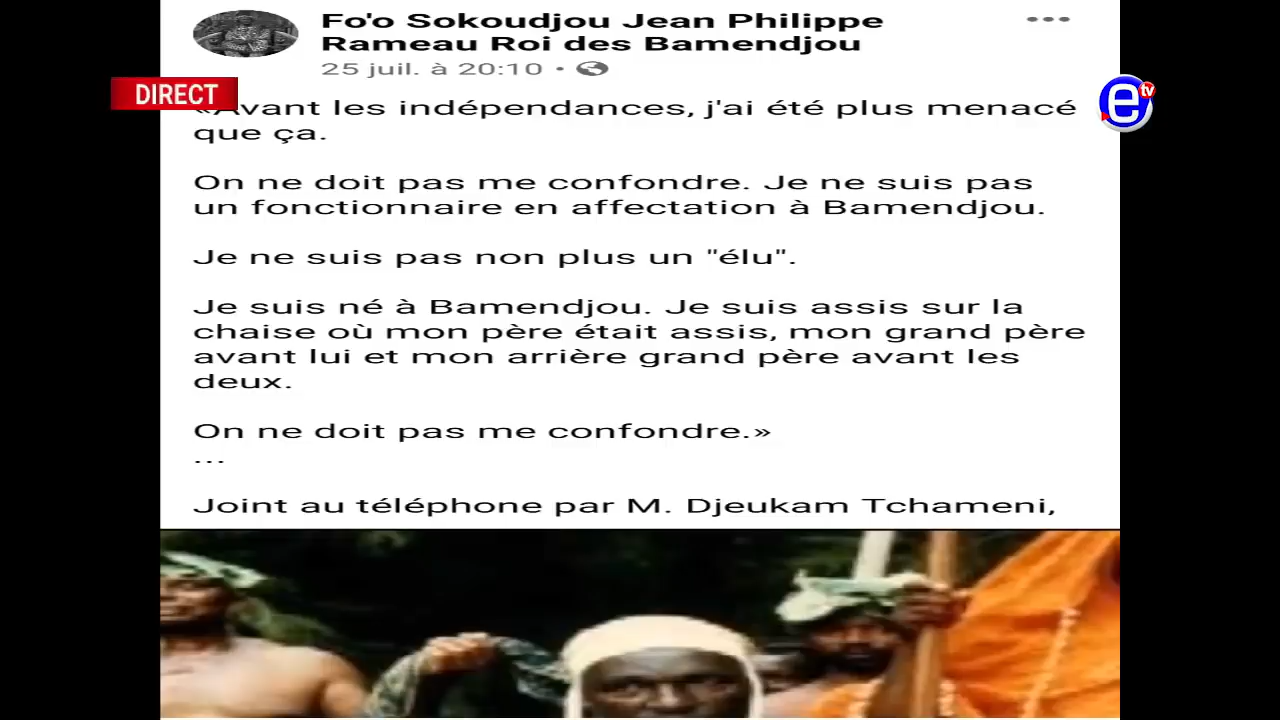 Fo'o Sokoudjou Jean Philippe
Rameau Roi des Bamendjou
25 juil. à 20:10
DIRECT
e tv
«Avant les indépendances, j'ai été plus menacé
que ça.
On ne doit pas me confondre. Je ne suis pas
un fonctionnaire en affectation à Bamendjou.
Je ne suis pas non plus un "élu".
Je suis né à Bamendjou. Je suis assis sur la
chaise où mon père était assis, mon grand père
avant lui et mon arrière grand père avant les
deux.
On ne doit pas me confondre.»
...
Joint au téléphone par M. Djeukam Tchameni,